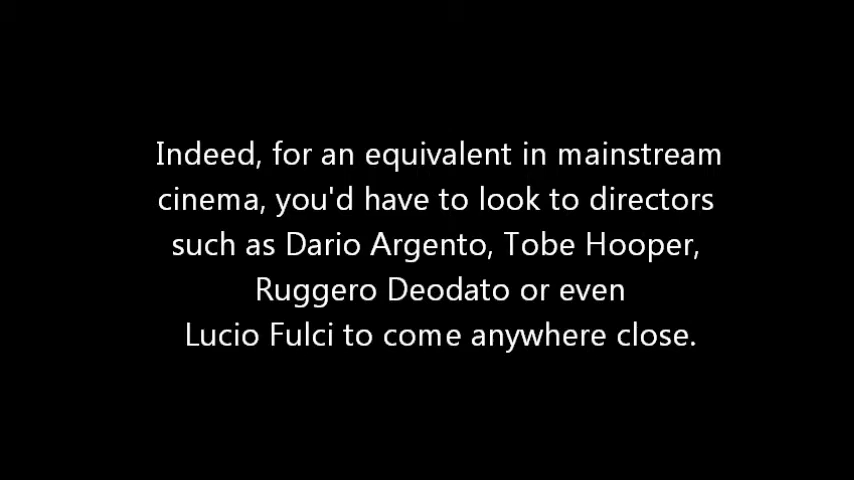 Indeed, for an equivalent in mainstream
cinema, you'd have to look to directors
such as Dario Argento, Tobe Hooper,
Ruggero Deodato or even
Lucio Fulci to come anywhere close.